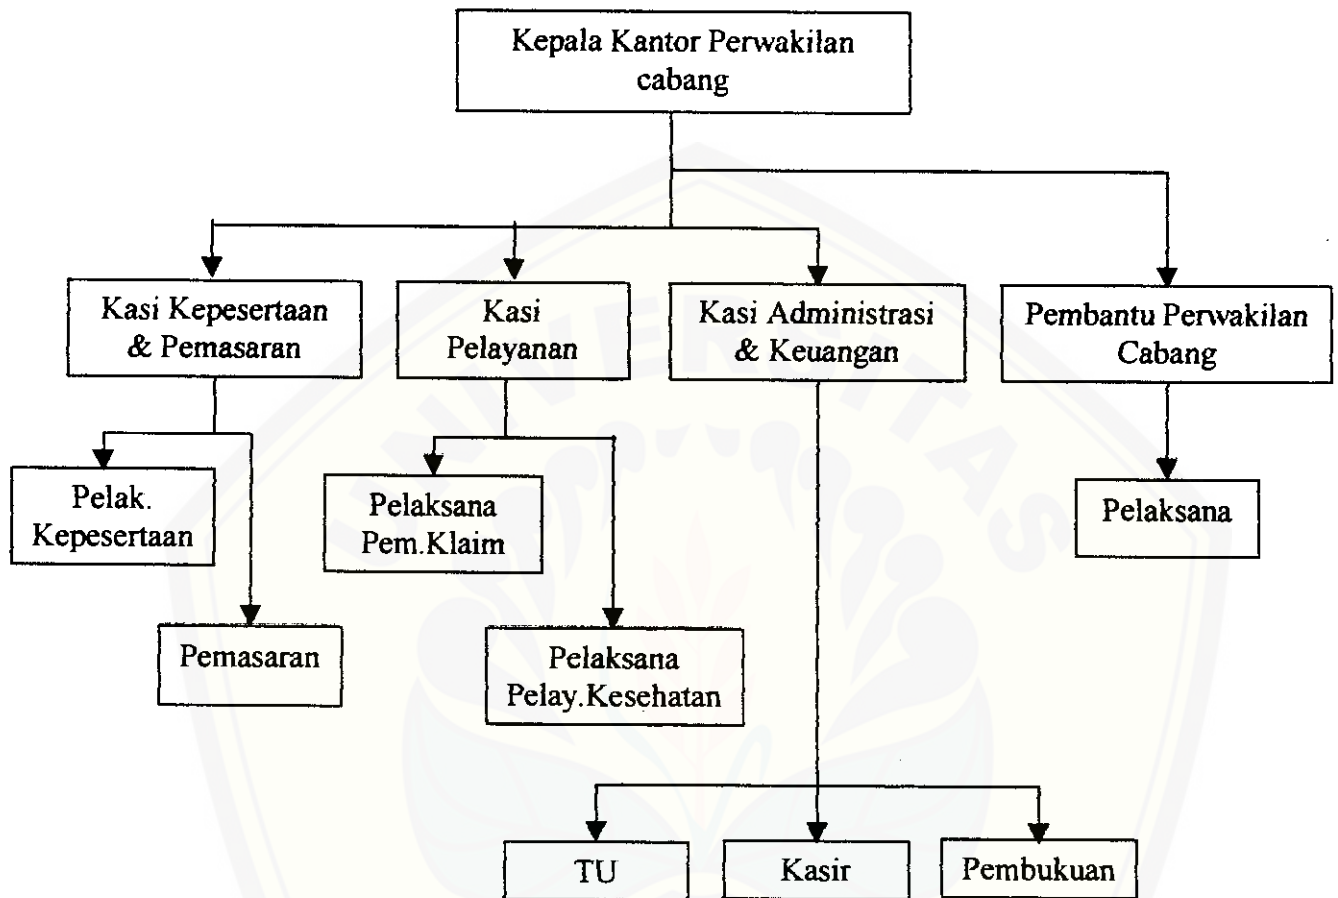 Kepala Kantor Perwakilan
cabang
Kasi Kepesertaan
& Pemasaran
Kasi
Pelayanan
Kasi Administrasi
& Keuangan
Pembantu Perwakilan
Cabang
Pelak.
Kepesertaan
Pelaksana
Pem.Klaim
Pelaksana
Pemasaran
Pelaksana
Pelay.Kesehatan
TU
Kasir
Pembukuan
UNIVERSITAS